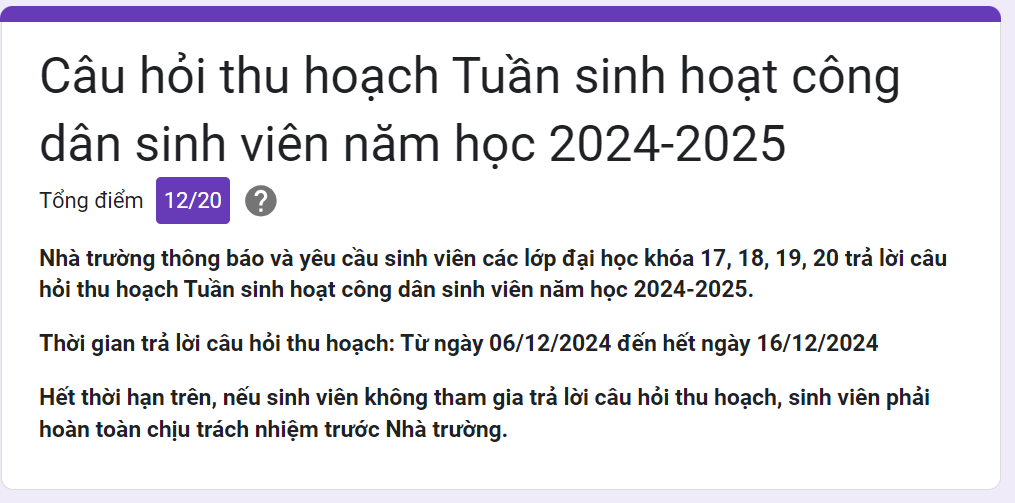 Câu hỏi thu hoạch Tuần sinh hoạt công
dân sinh viên năm học 2024-2025
Tổng điểm 12/20 ?
Nhà trường thông báo và yêu cầu sinh viên các lớp đại học khóa 17, 18, 19, 20 trả lời câu
hỏi thu hoạch Tuần sinh hoạt công dân sinh viên năm học 2024-2025.
Thời gian trả lời câu hỏi thu hoạch: Từ ngày 06/12/2024 đến hết ngày 16/12/2024
Hết thời hạn trên, nếu sinh viên không tham gia trả lời câu hỏi thu hoạch, sinh viên phải
hoàn toàn chịu trách nhiệm trước Nhà trường.